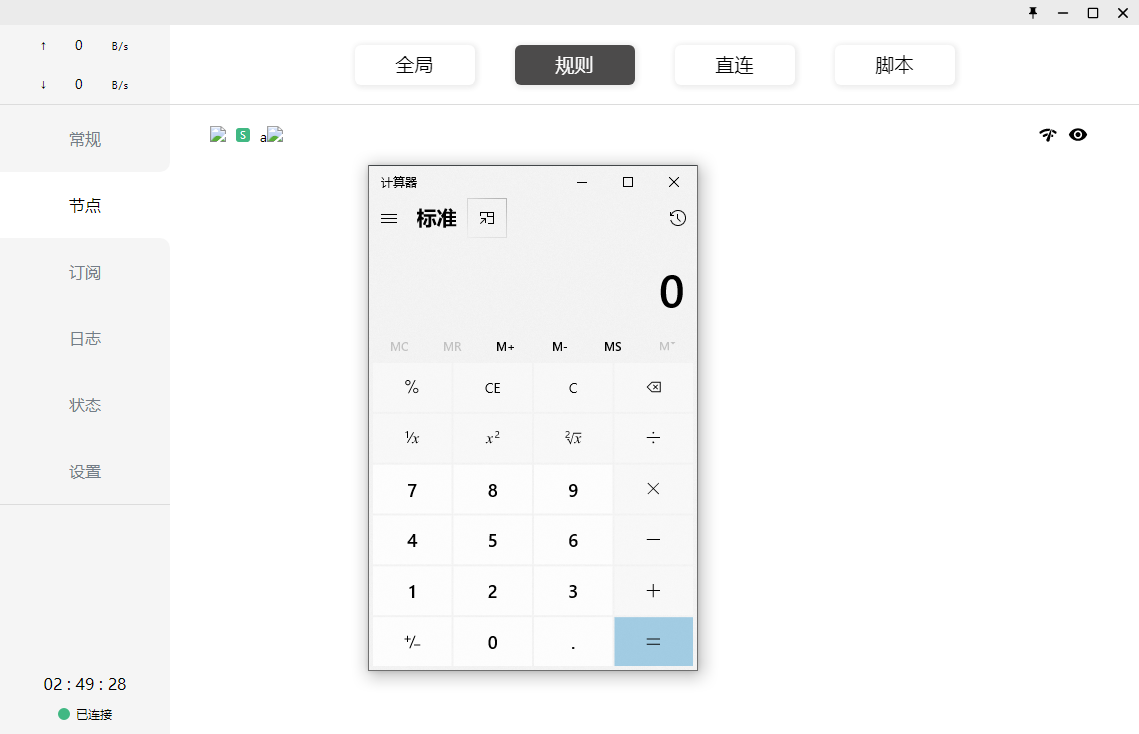 ↑ 0 B/s
↓ 0 B/s
全局 规则 直连 脚本
常规
节点
订阅
日志
状态
设置
02 : 49 : 28
已连接
S a
计算器
标准
0
MC MR M+ M- MS M˅
% CE C
¹/x x² ²√x ÷
7 8 9 ×
4 5 6 −
1 2 3 +
+/− 0 . =